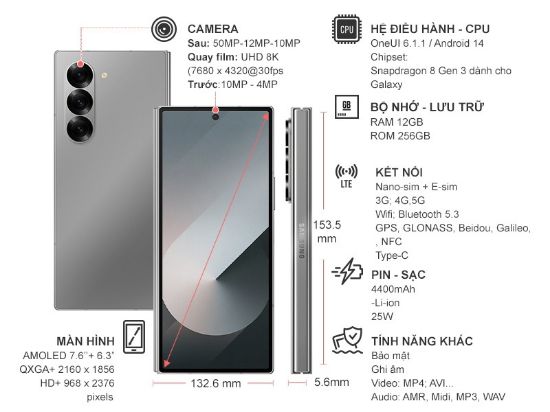 CAMERA
Sau: 50MP-12MP-10MP
Quay film: UHD 8K
(7680 x 4320@30fps
Trước:10MP - 4MP
CPU
HỆ ĐIỀU HÀNH - CPU
OneUI 6.1.1 / Android 14
Chipset:
Snapdragon 8 Gen 3 dành cho
Galaxy
GB
BỘ NHỚ - LƯU TRỮ
RAM 12GB
ROM 256GB
LTE
KẾT NỐI
Nano-sim + E-sim
3G; 4G,5G
Wifi; Bluetooth 5.3
GPS, GLONASS, Beidou, Galileo,
, NFC
Type-C
SAMSUNG
153.5
mm
PIN - SẠC
4400mAh
-Li-ion
25W
MÀN HÌNH
AMOLED 7.6’’+ 6.3’
QXGA+ 2160 x 1856
HD+ 968 x 2376
pixels
132.6 mm
5.6mm
TÍNH NĂNG KHÁC
Bảo mật
Ghi âm
Video: MP4; AVI...
Audio: AMR, Midi, MP3, WAV